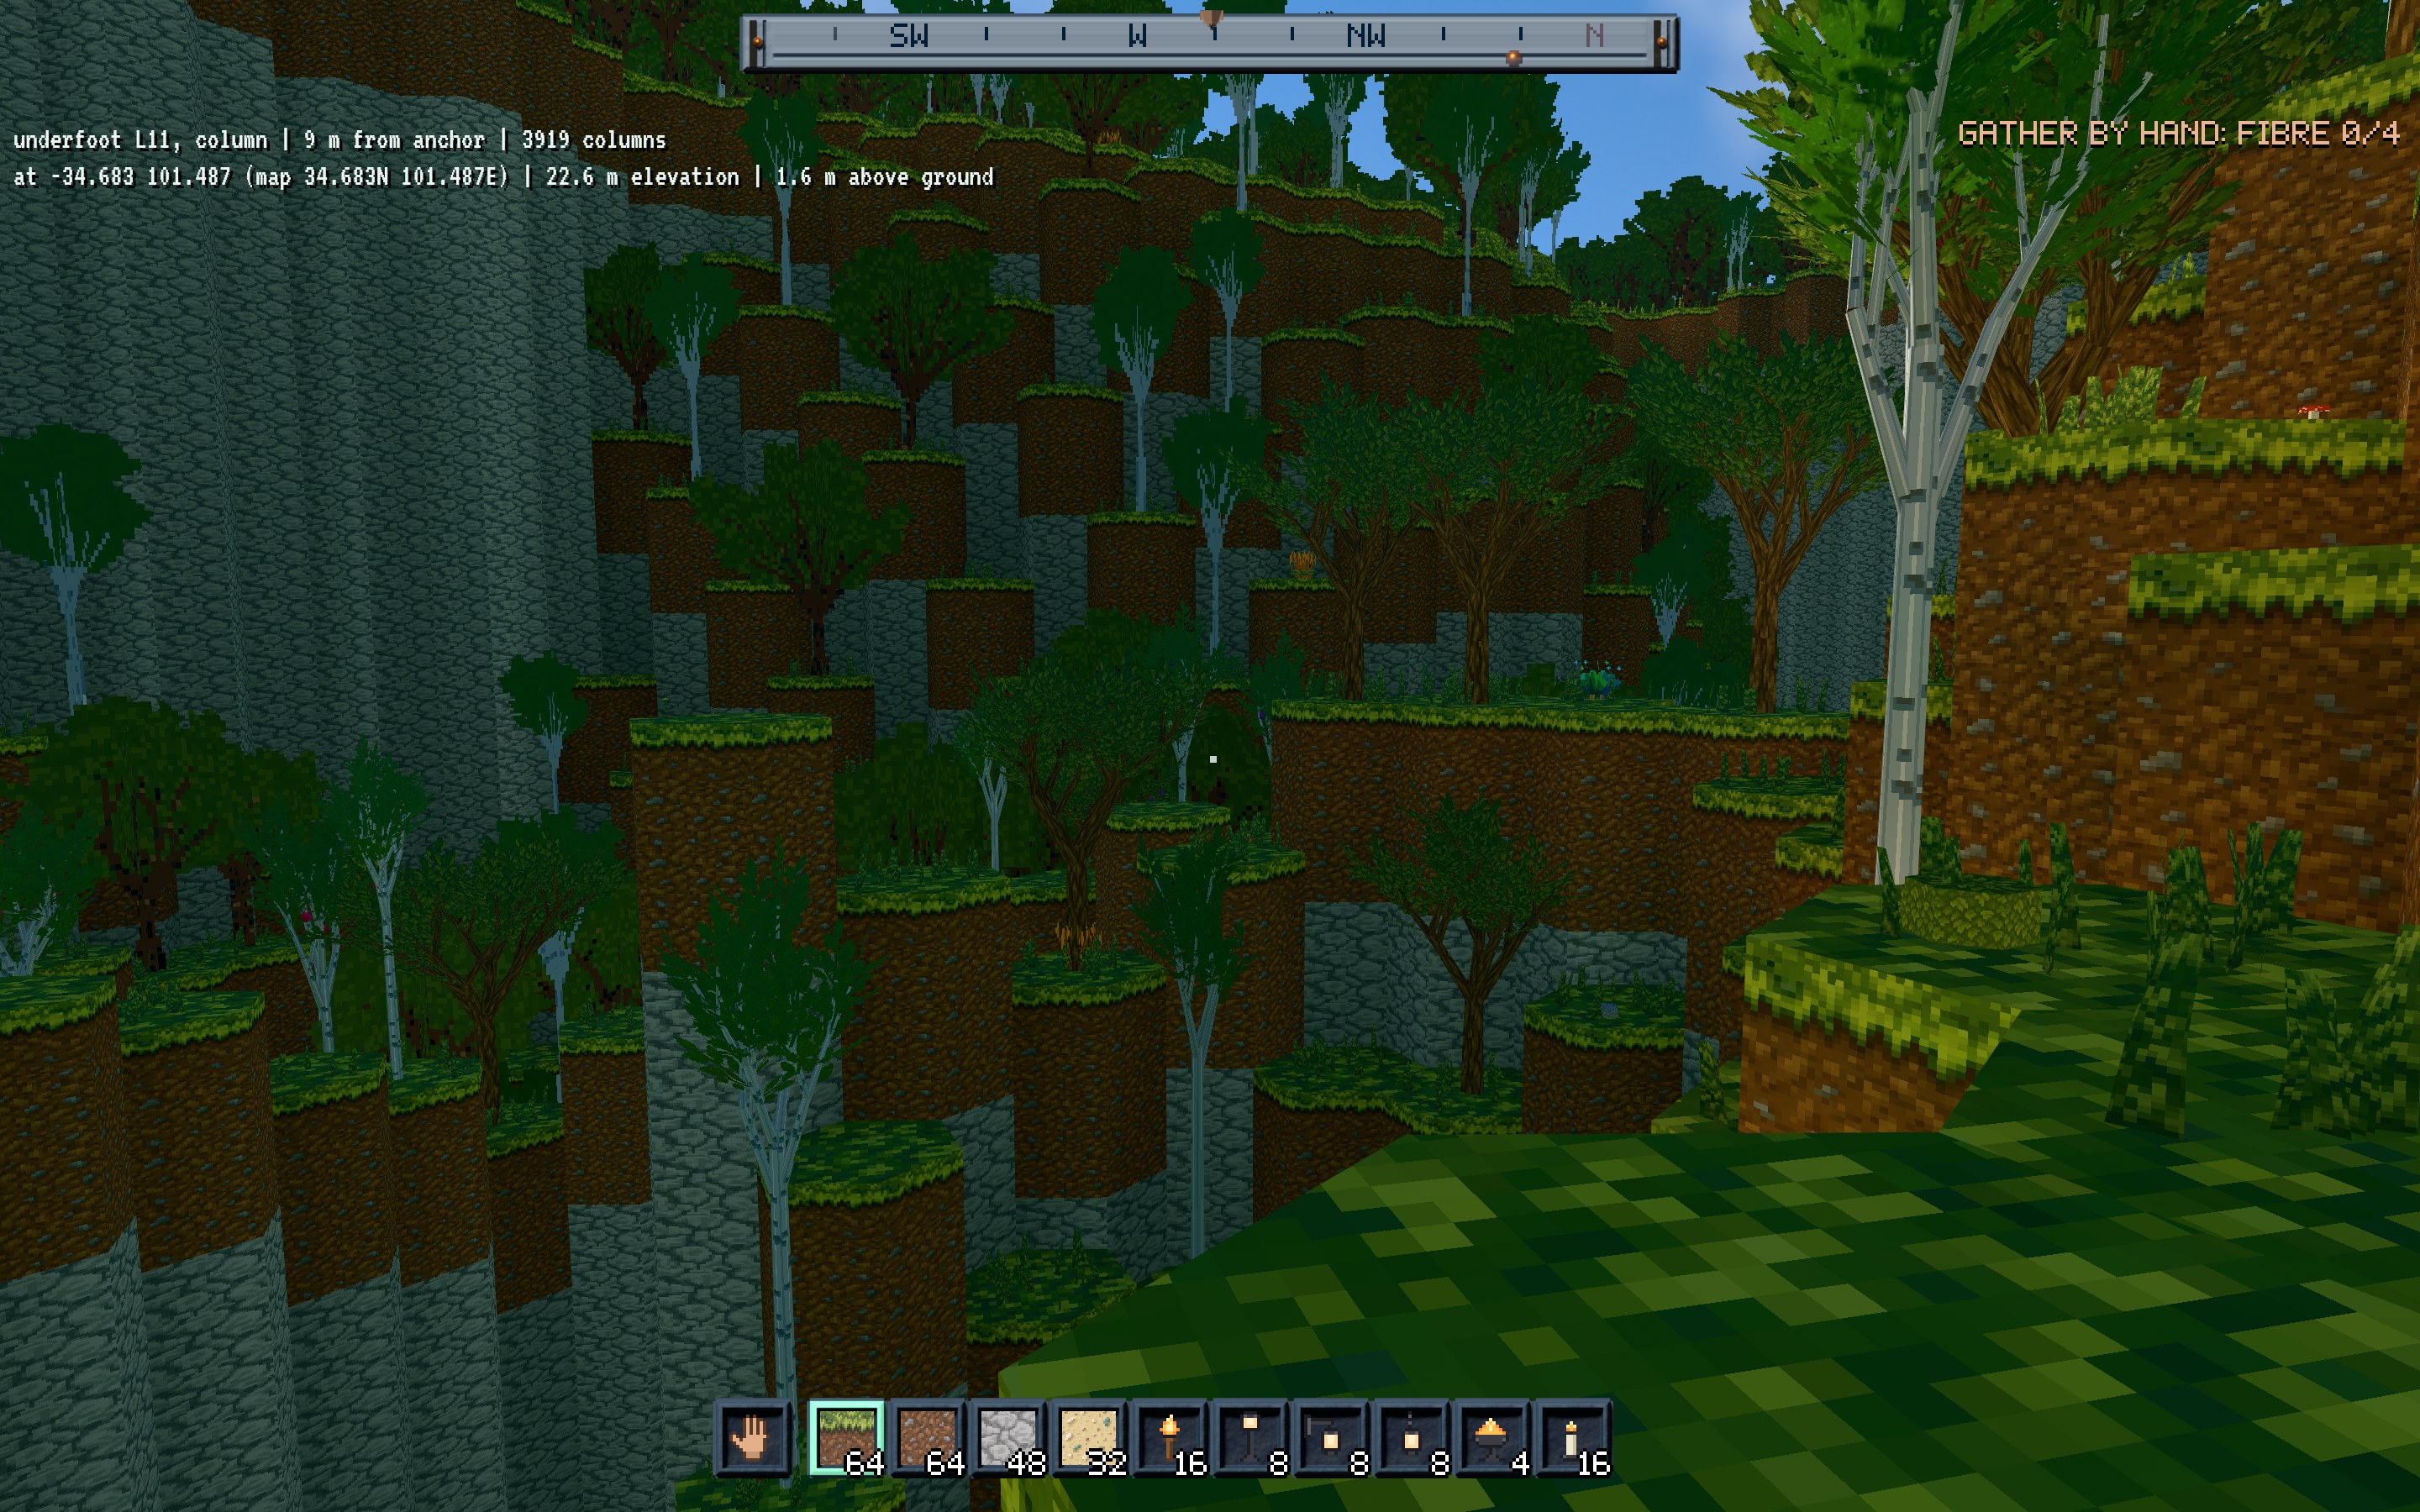 SW W NW N
underfoot L11, column | 9 m from anchor | 3919 columns
GATHER BY HAND: FIBRE 0/4
at -34.683 101.487 (map 34.683N 101.487E) | 22.6 m elevation | 1.6 m above ground
64 64 48 32 16 8 8 8 4 16